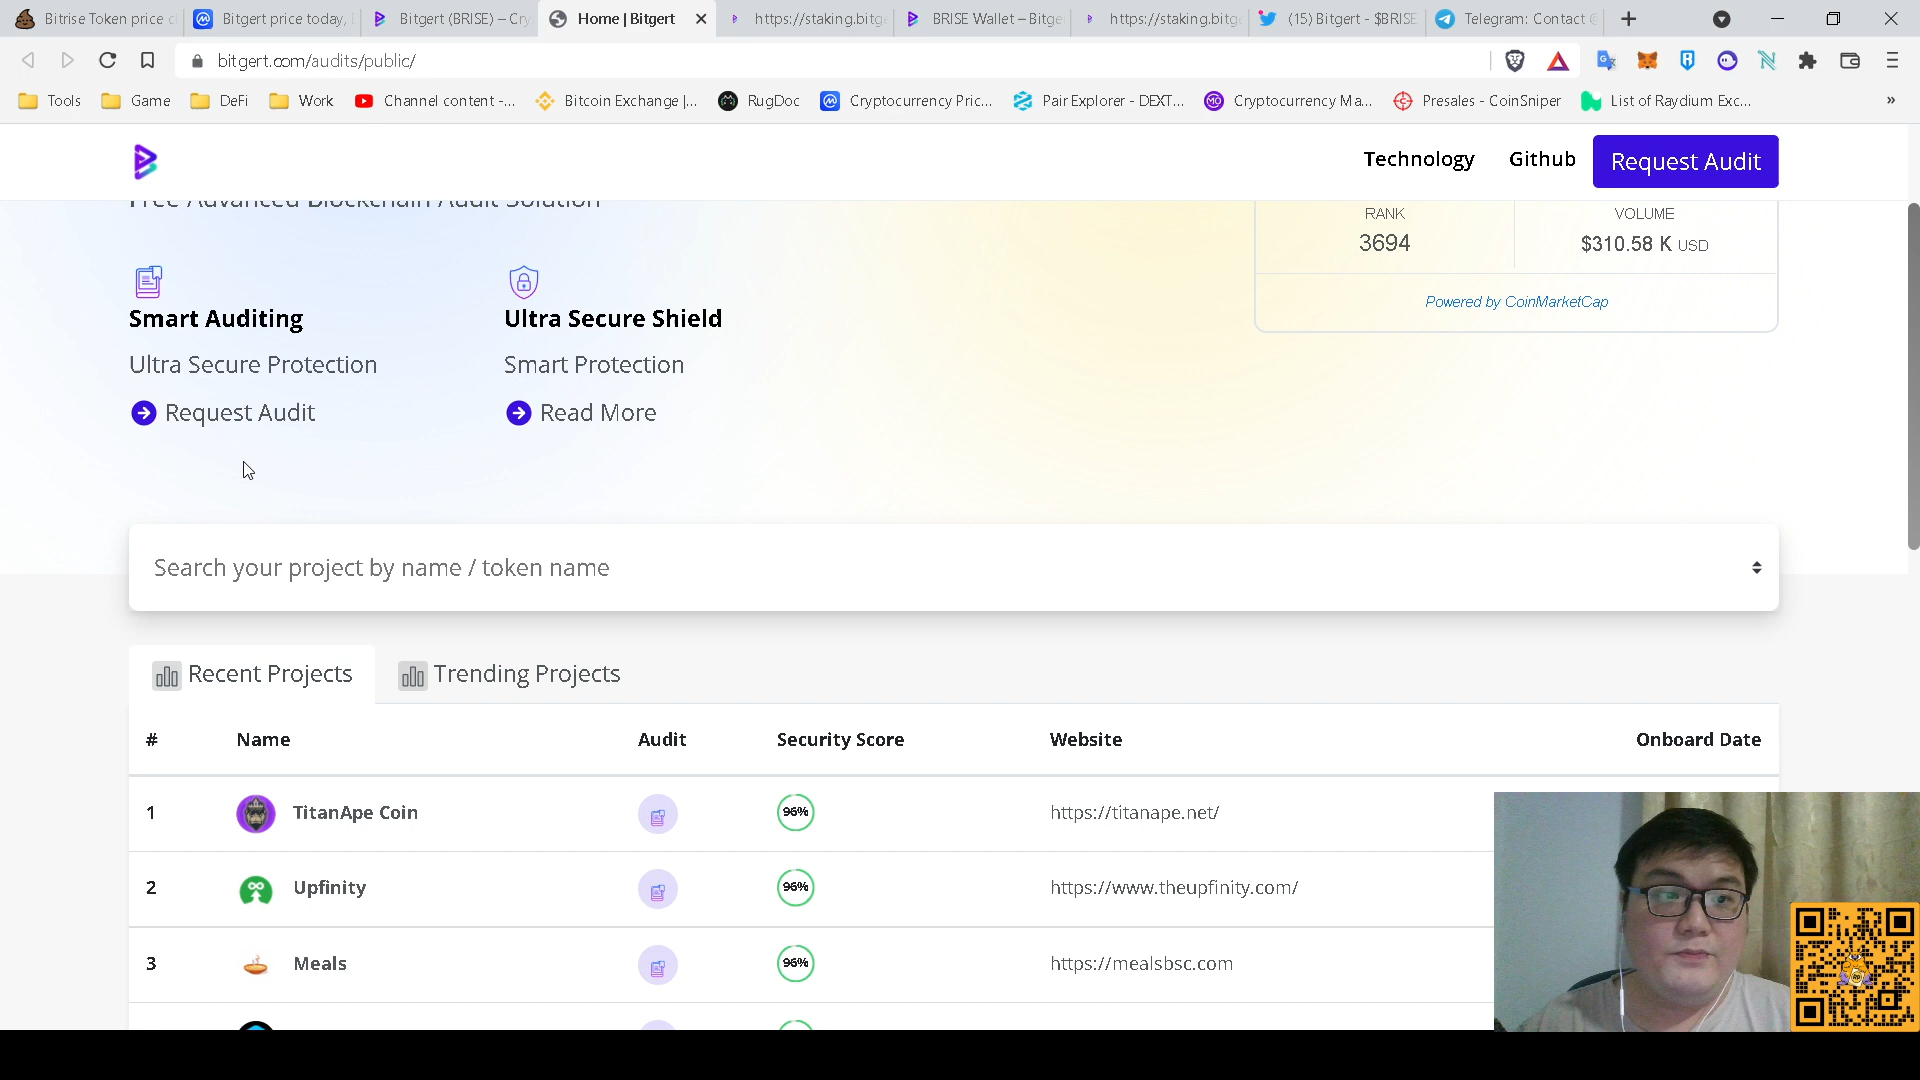 Bitrise Token price c
Bitgert price today,
Bitgert (BRISE) – Cry
Home | Bitgert
https://staking.bitge
BRISE Wallet – Bitge
https://staking.bitg
(15) Bitgert - $BRISE
Telegram: Contact @
bitgert.com/audits/public/
Tools
Game
DeFi
Work
Channel content -...
Bitcoin Exchange |...
RugDoc
Cryptocurrency Pric...
Pair Explorer - DEXT...
Cryptocurrency Ma...
Presales - CoinSniper
List of Raydium Exc...
»
Technology
Github
Request Audit
Free Advanced Blockchain Audit Solution
RANK
3694
VOLUME
$310.58 K USD
Powered by CoinMarketCap
Smart Auditing
Ultra Secure Protection
Request Audit
Ultra Secure Shield
Smart Protection
Read More
Search your project by name / token name
Recent Projects
Trending Projects
# Name Audit Security Score Website Onboard Date
1 TitanApe Coin 96% https://titanape.net/
2 Upfinity 96% https://www.theupfinity.com/
3 Meals 96% https://mealsbsc.com